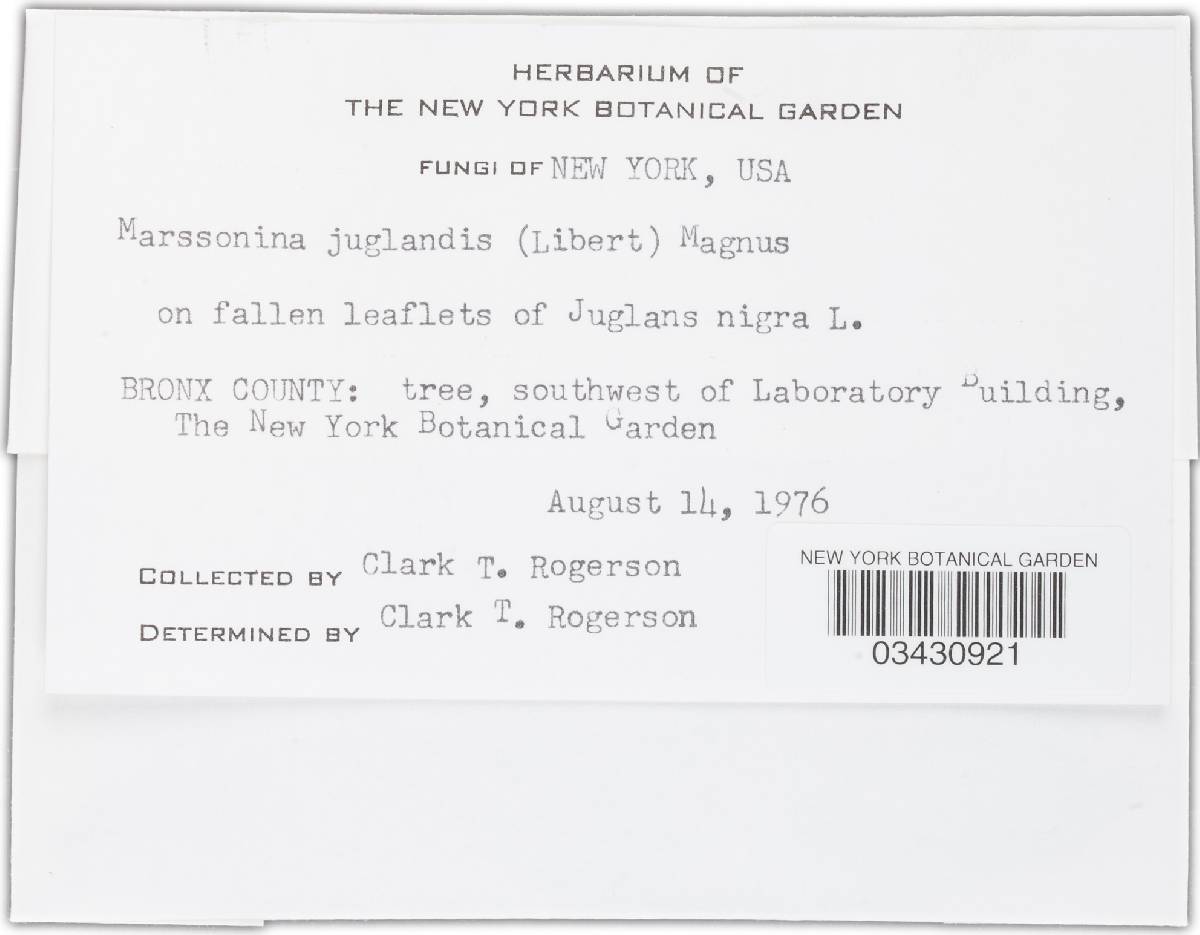 HERBARIUM OF
THE NEW YORK BOTANICAL GARDEN
FUNGI OF NEW YORK, USA
Marssonina juglandis (Libert) Magnus
on fallen leaflets of Juglans nigra L.
BRONX COUNTY: tree, southwest of Laboratory Building,
The New York Botanical Garden
August 14, 1976
COLLECTED BY Clark T. Rogerson
DETERMINED BY Clark T. Rogerson
NEW YORK BOTANICAL GARDEN
03430921